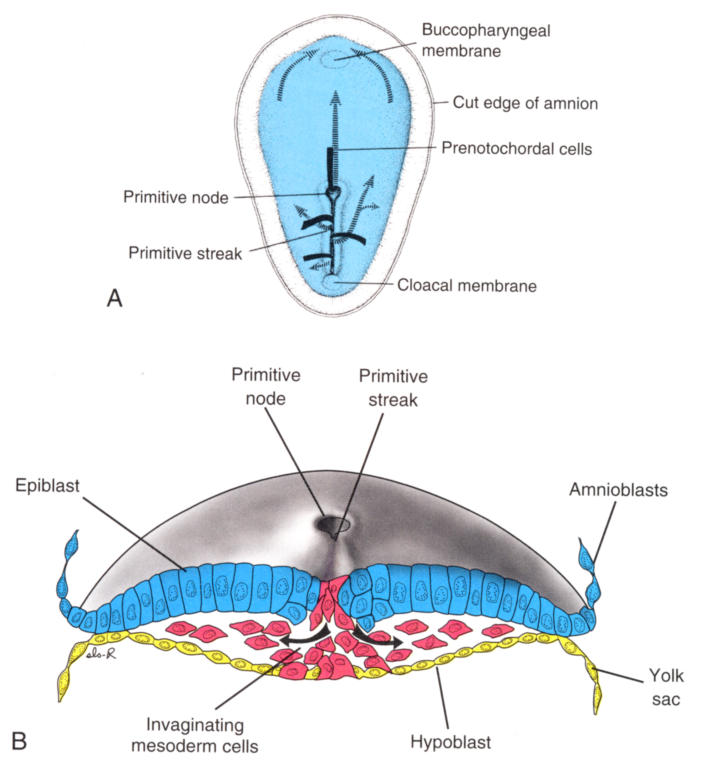 Buccopharyngeal
membrane
Cut edge of amnion
Prenotochordal cells
Primitive node
Primitive streak
Cloacal membrane
A
Primitive
node
Primitive
streak
Epiblast
Amnioblasts
Yolk
sac
Invaginating
mesoderm cells
Hypoblast
B